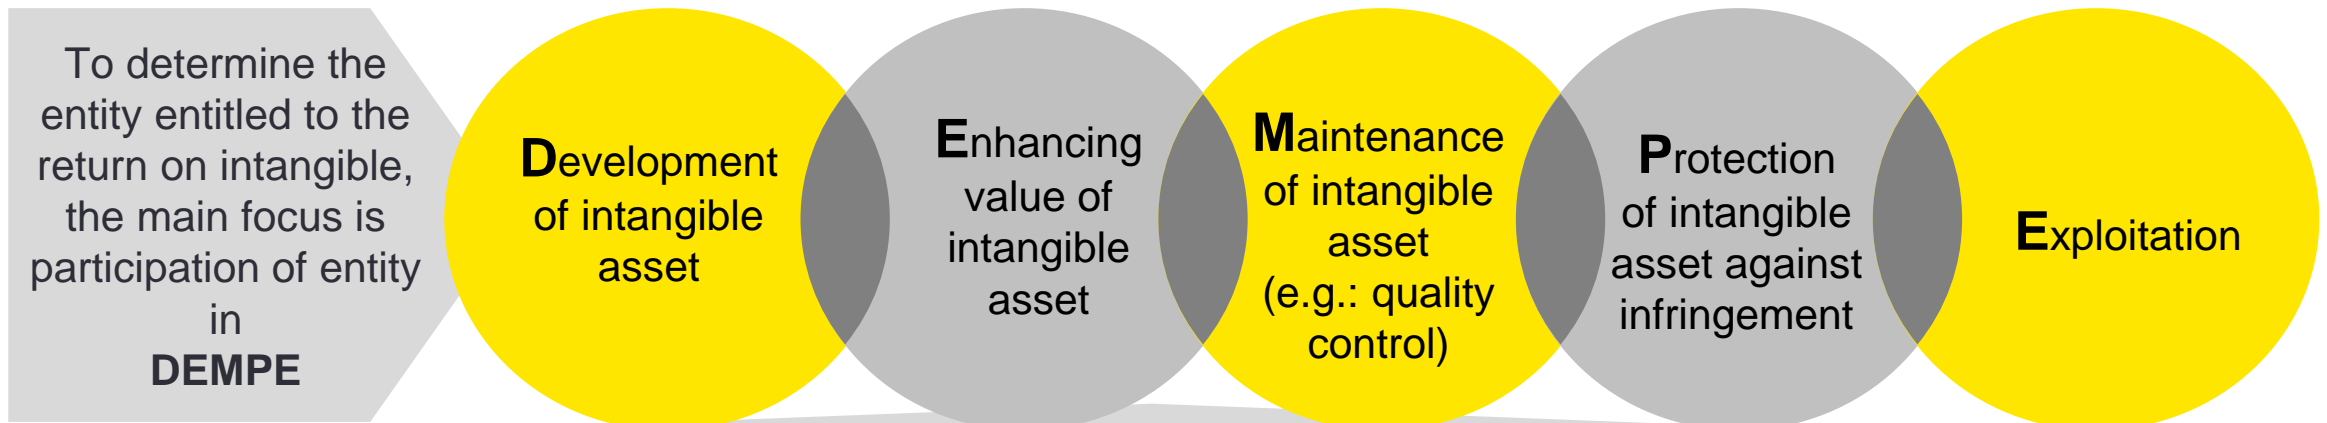 To determine the
entity entitled to the
return on intangible,
the main focus is
participation of entity
in
DEMPE
Development
of intangible
asset
Enhancing
value of
intangible
asset
Maintenance
of intangible
asset
(e.g.: quality
control)
Protection
of intangible
asset against
infringement
Exploitation